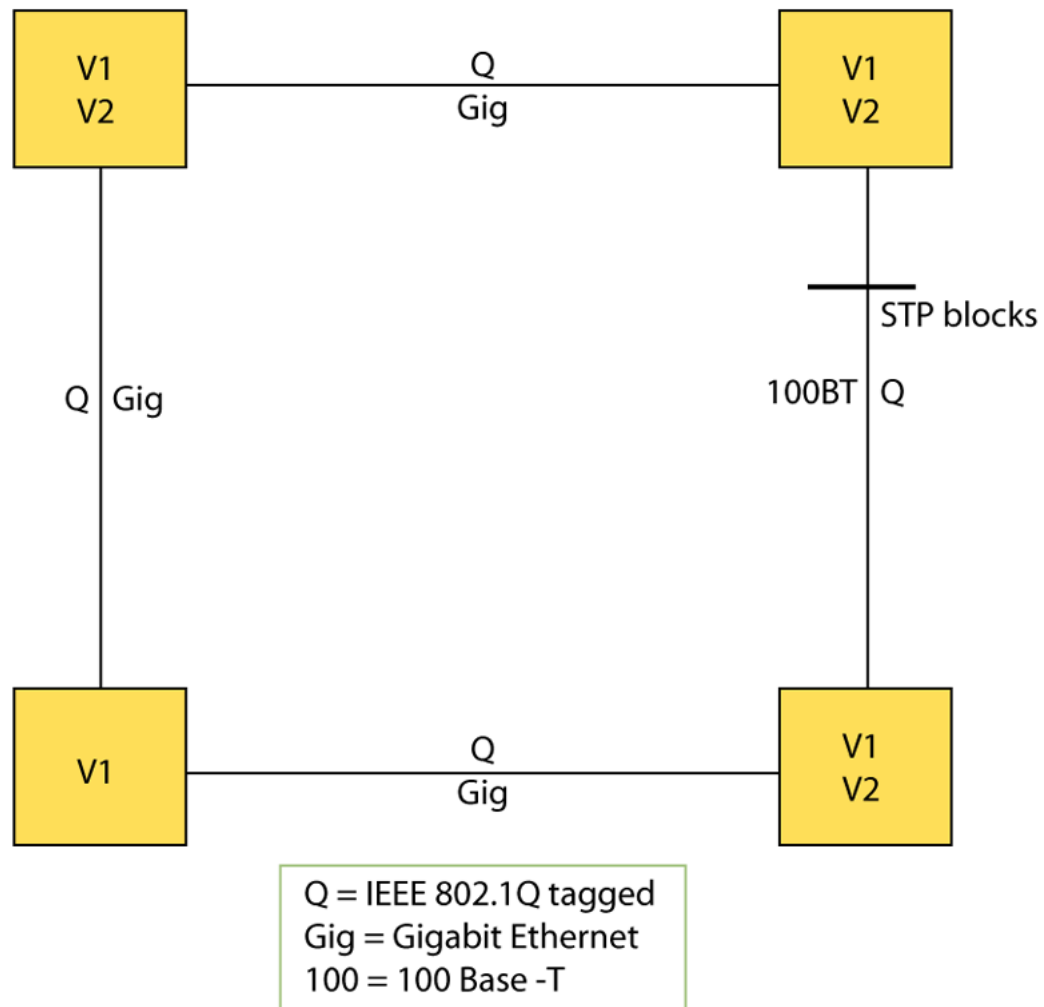 V1
V2
Q
Gig
V1
V2
STP blocks
Q Gig
100BT Q
V1
Q
Gig
V1
V2
Q = IEEE 802.1Q tagged
Gig = Gigabit Ethernet
100 = 100 Base -T